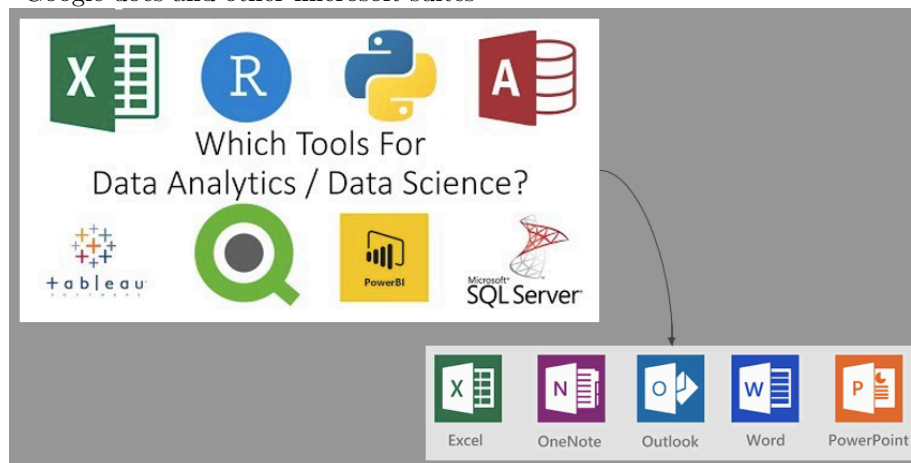 Google docs and other microsoft suites
X
R
A
Which Tools For
Data Analytics / Data Science?
+ a b l e a u
SOFTWARE
PowerBI
Microsoft®
SQL Server®
X
N
O
W
P
Excel
OneNote
Outlook
Word
PowerPoint